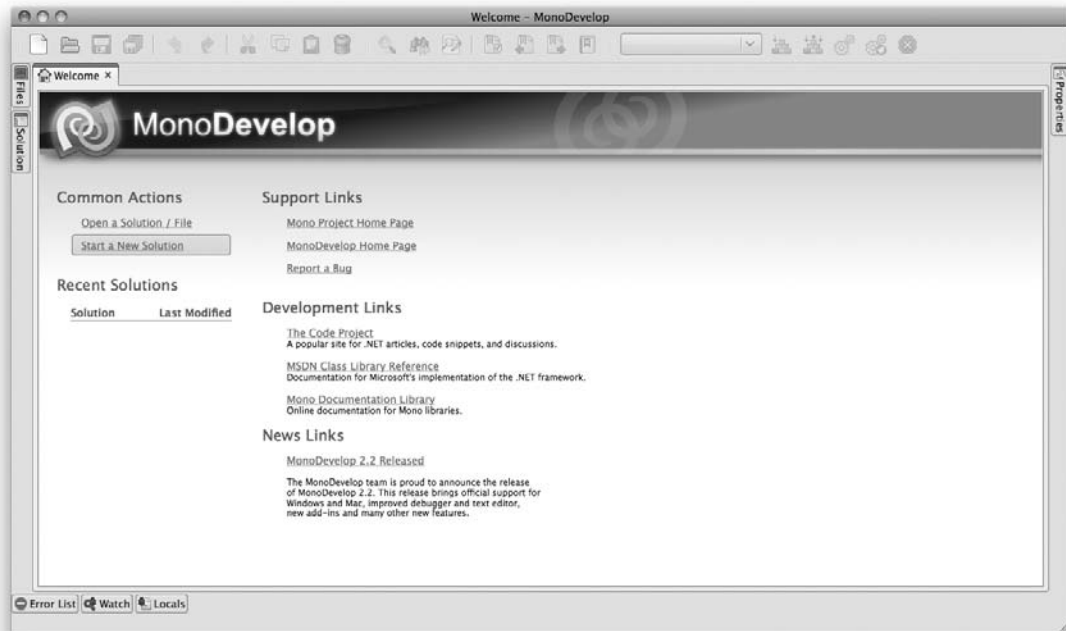 Welcome – MonoDevelop
Welcome ×
Files
Solution
Properties
MonoDevelop
Common Actions
Open a Solution / File
Start a New Solution
Recent Solutions
Solution Last Modified
Support Links
Mono Project Home Page
MonoDevelop Home Page
Report a Bug
Development Links
The Code Project
A popular site for .NET articles, code snippets, and discussions.
MSDN Class Library Reference
Documentation for Microsoft's implementation of the .NET framework.
Mono Documentation Library
Online documentation for Mono libraries.
News Links
MonoDevelop 2.2 Released
The MonoDevelop team is proud to announce the release
of MonoDevelop 2.2. This release brings official support for
Windows and Mac, improved debugger and text editor,
new add-ins and many other new features.
Error List Watch Locals